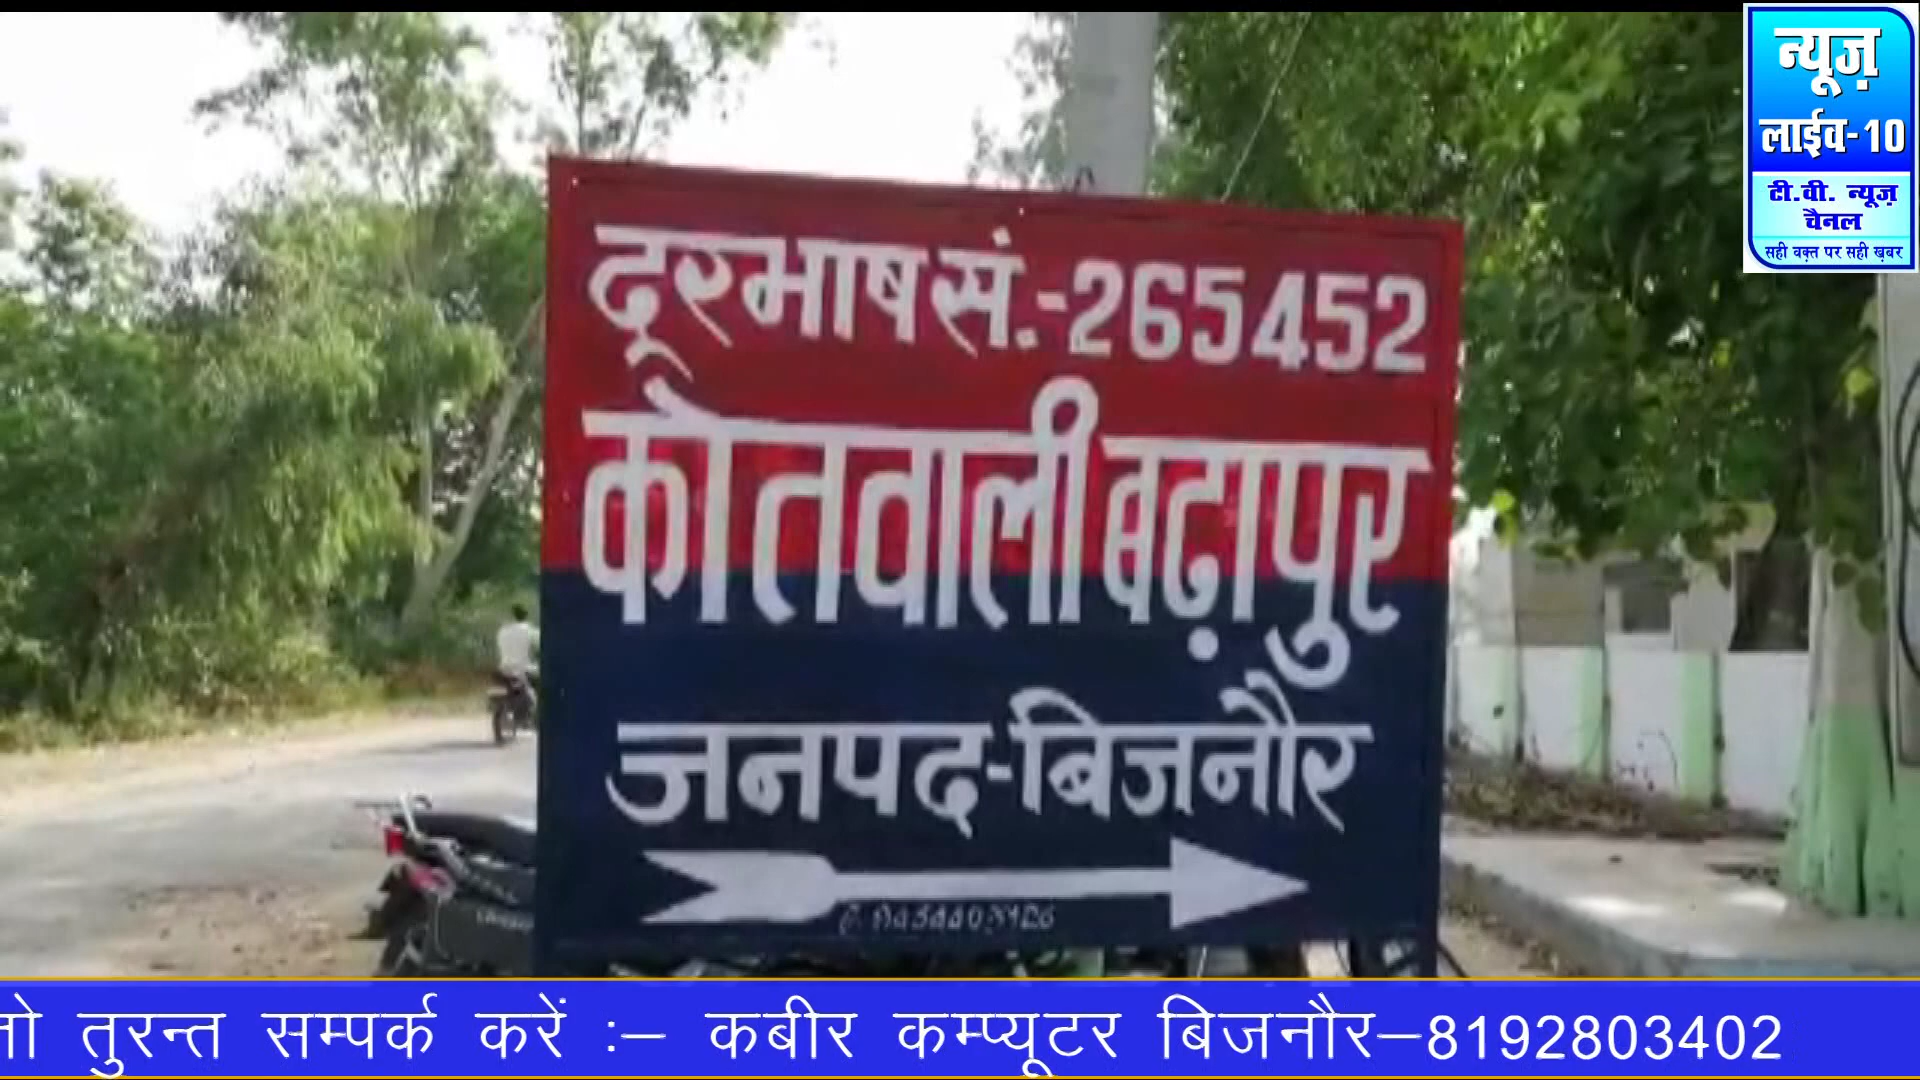 न्यूज़
लाईव-10
टी.वी. न्यूज़
चैनल
सही वक्त पर सही ख़बर
दूरभाष सं.-265452
कोतवाली बढ़ापुर
जनपद-बिजनौर
तुरन्त सम्पर्क करें :– कबीर कम्प्यूटर बिजनौर–8192803402